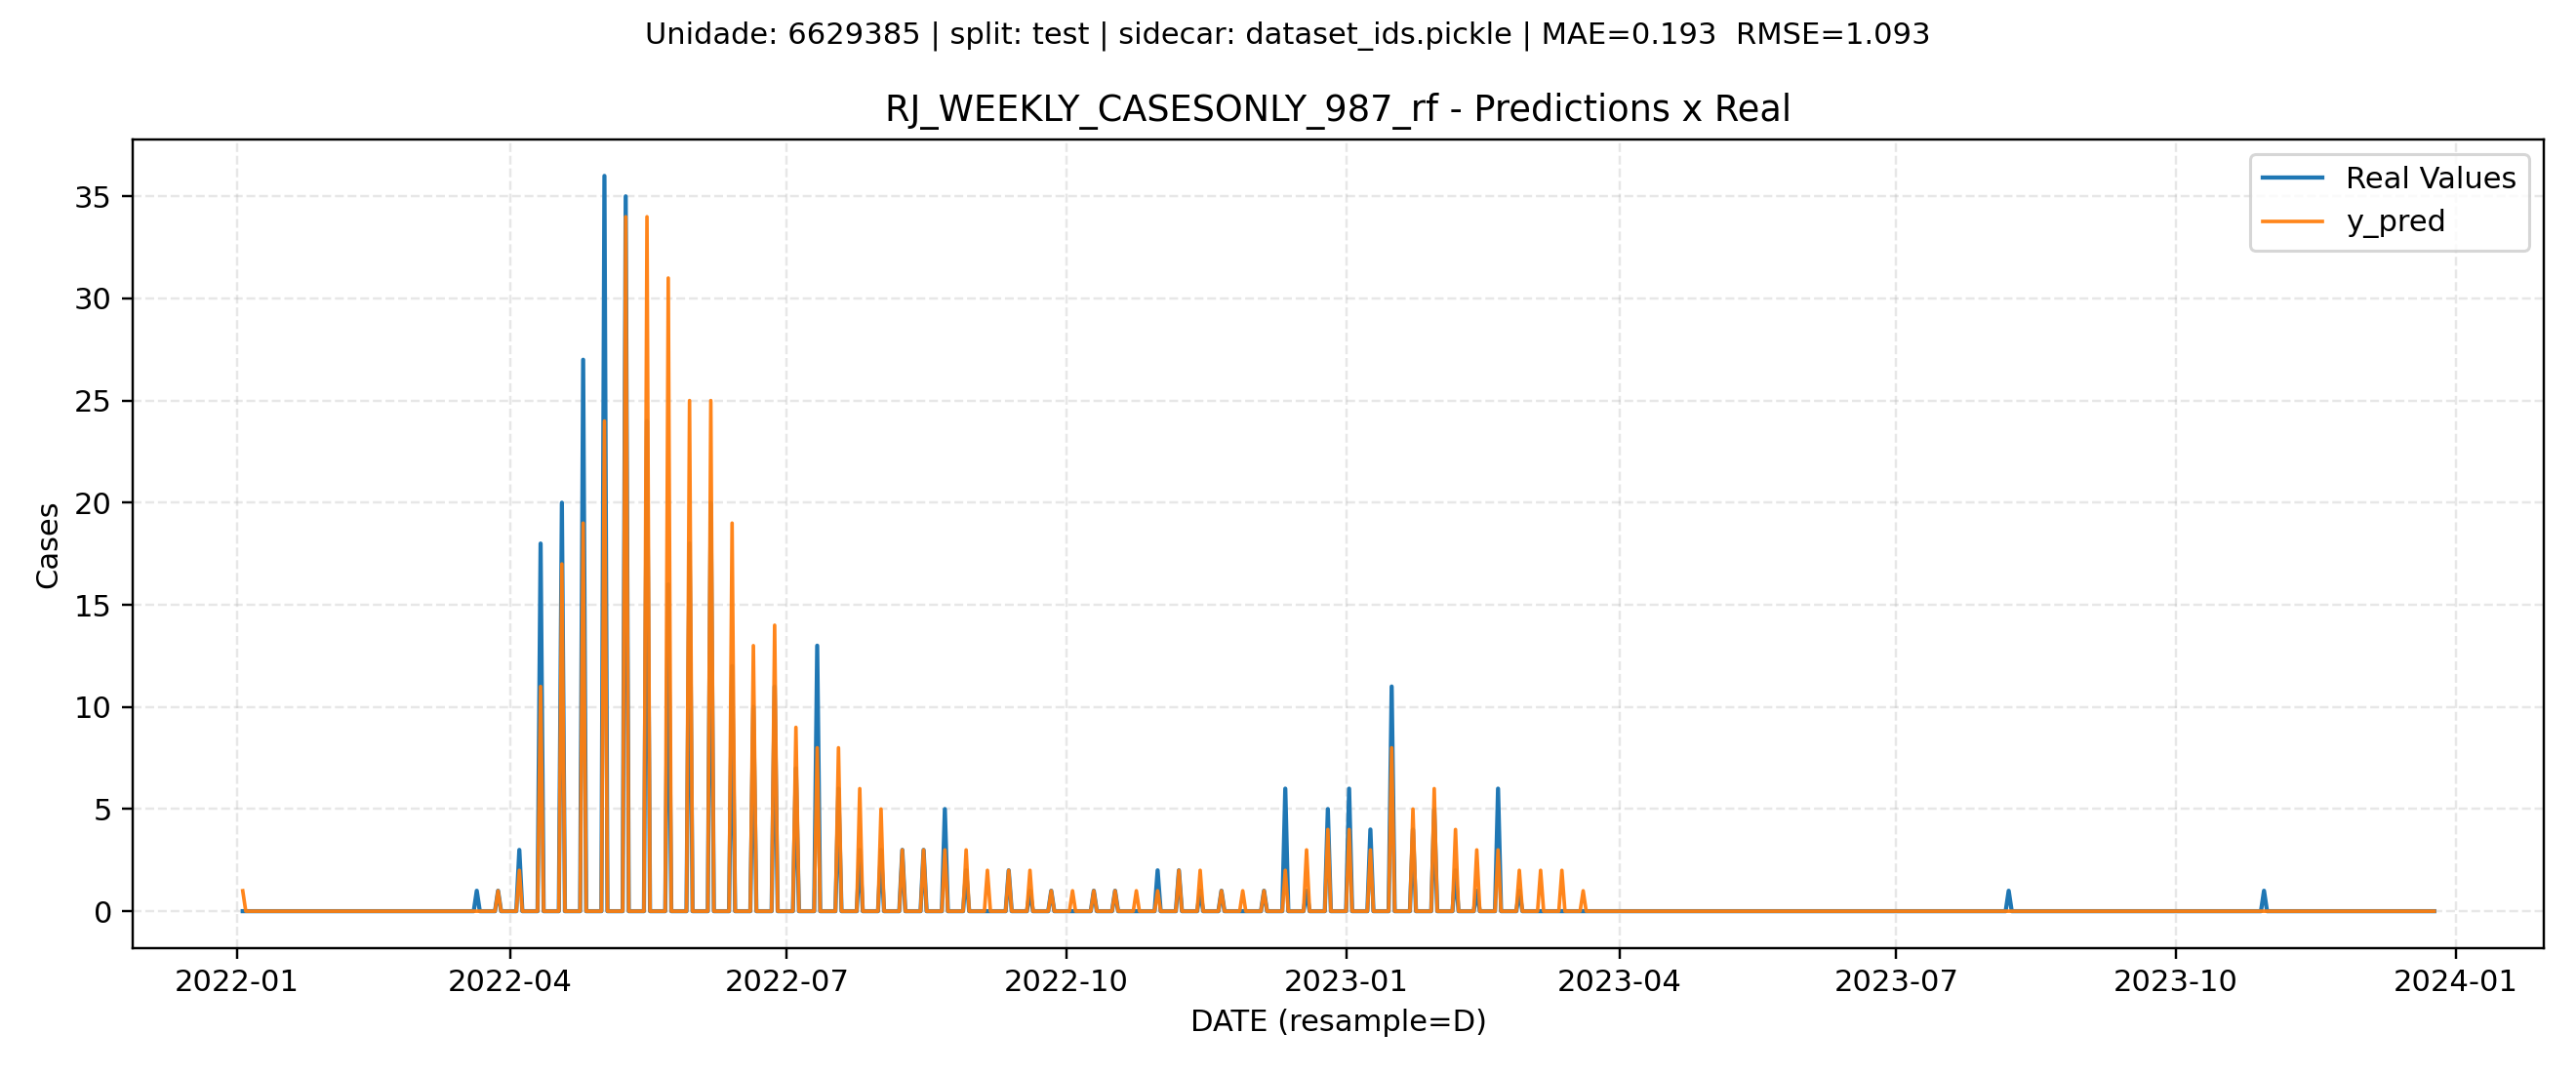 Unidade: 6629385 | split: test | sidecar: dataset_ids.pickle | MAE=0.193  RMSE=1.093
RJ_WEEKLY_CASESONLY_987_rf - Predictions x Real
Real Values
y_pred
35
30
25
20
15
10
5
0
Cases
2022-01 2022-04 2022-07 2022-10 2023-01 2023-04 2023-07 2023-10 2024-01
DATE (resample=D)